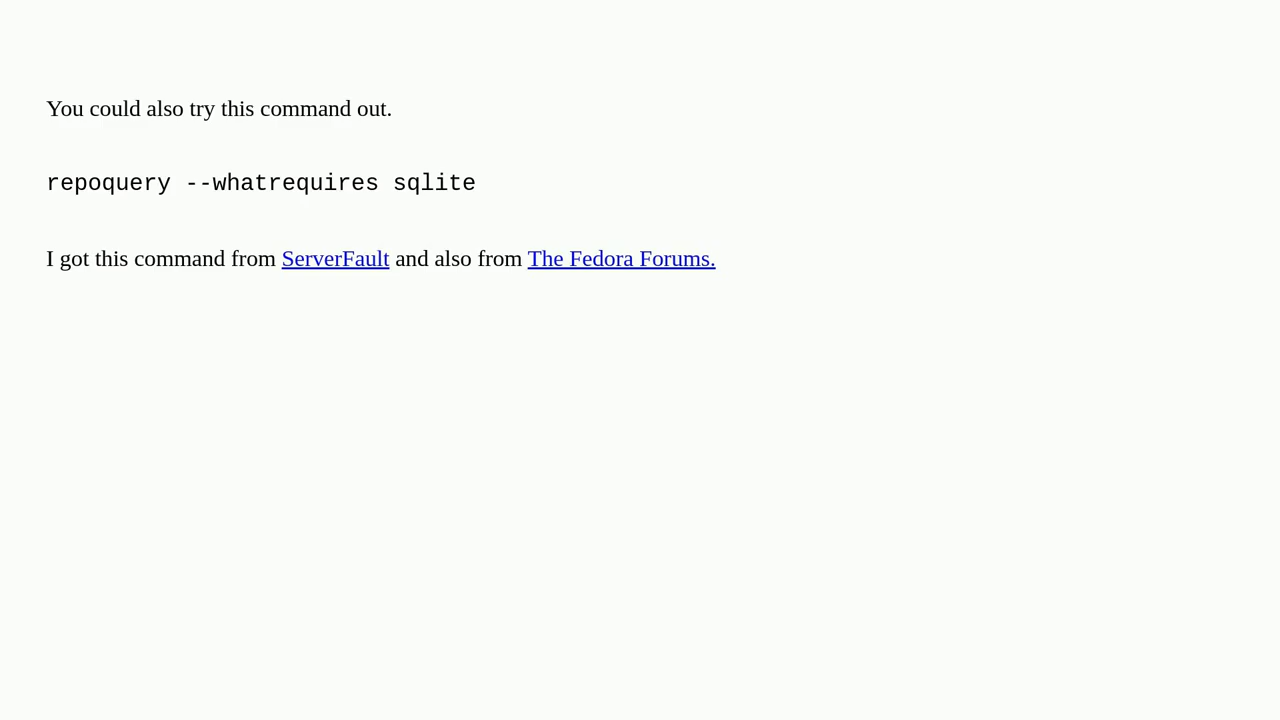 You could also try this command out.
repoquery --whatrequires sqlite
I got this command from ServerFault and also from The Fedora Forums.